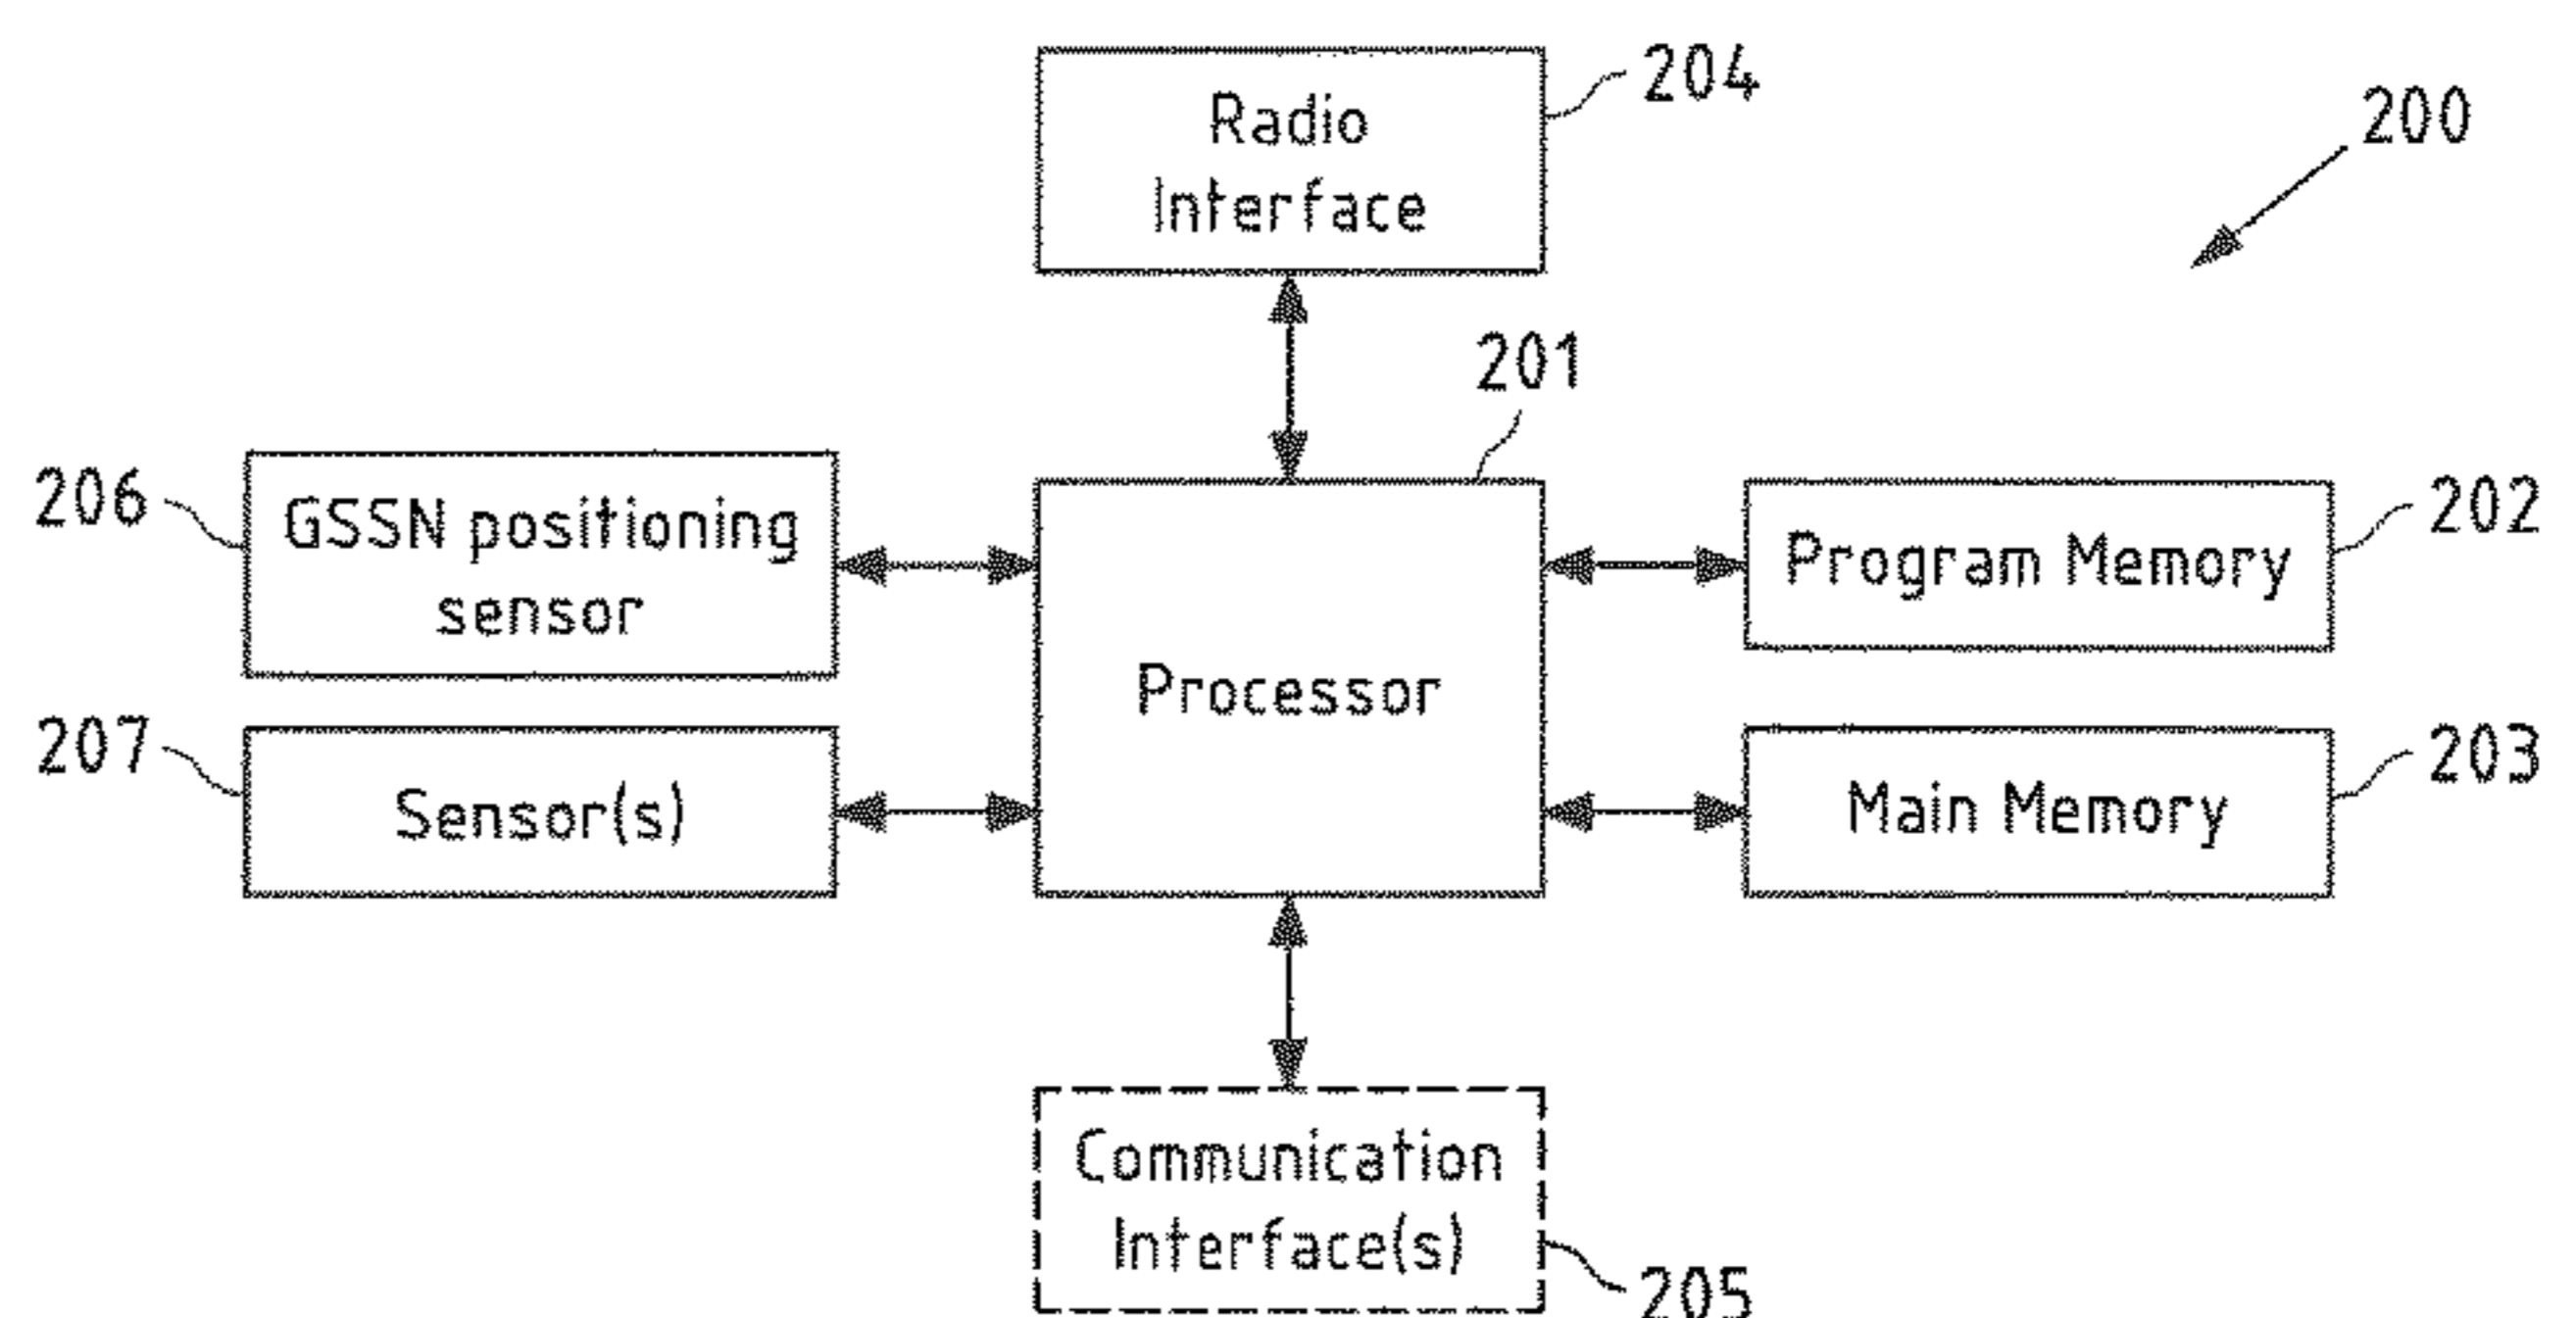 204
Radio
Interface
200
201
206
GSSN positioning
sensor
202
Program Memory
Processor
207
Sensor(s)
203
Main Memory
Communication
Interface(s)
205